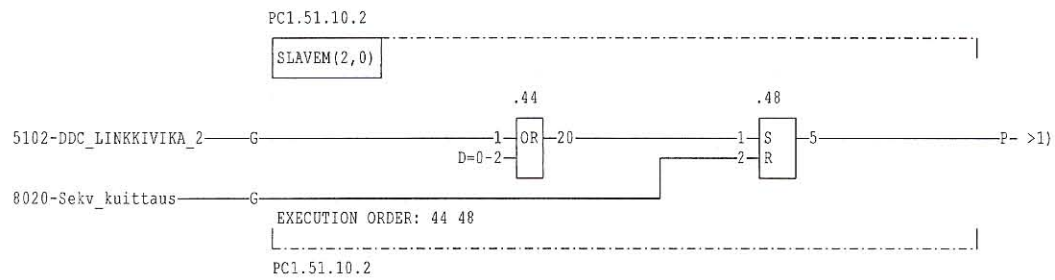 PC1.51.10.2
SLAVEM(2,0)
.44 .48
5102-DDC_LINKKIVIKA_2 G 1 OR 20 1 S 5 P- >1)
D=0-2 2 R
8020-Sekv_kuittaus G
EXECUTION ORDER: 44 48
PC1.51.10.2